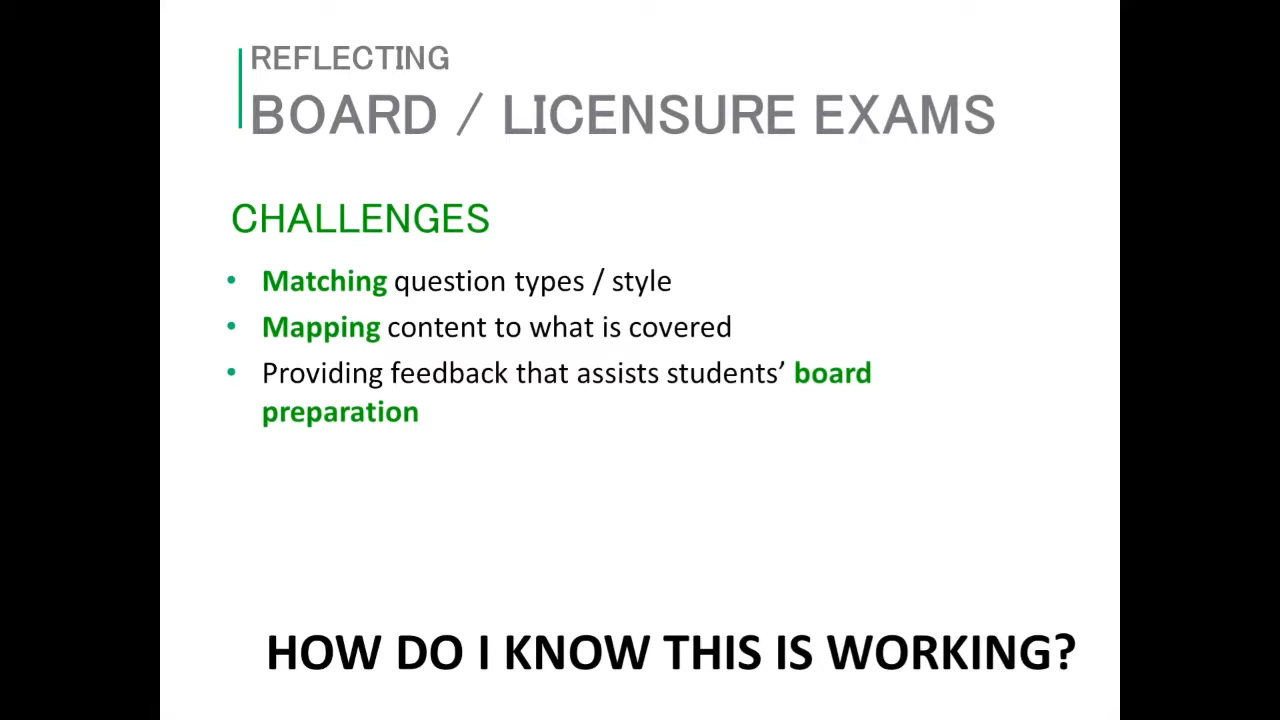 REFLECTING
BOARD / LICENSURE EXAMS
CHALLENGES
• Matching question types / style
• Mapping content to what is covered
• Providing feedback that assists students’ board
preparation
HOW DO I KNOW THIS IS WORKING?